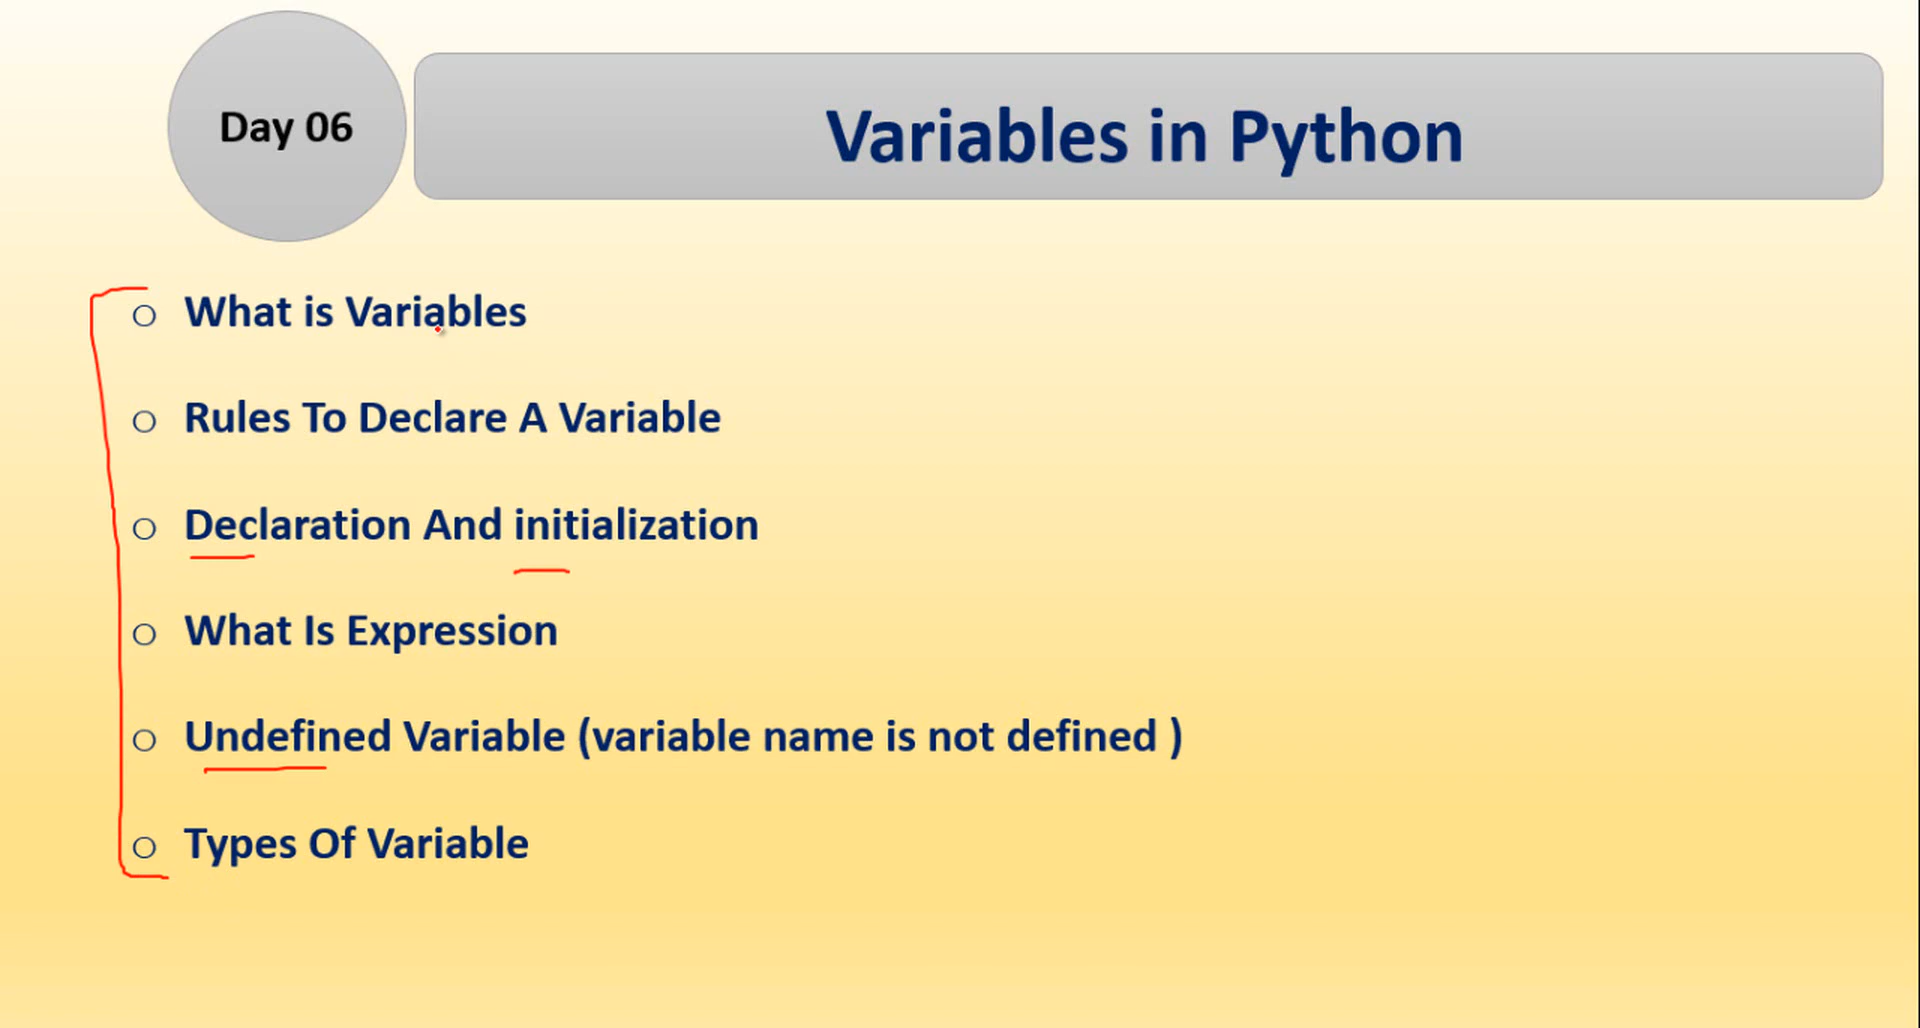 Day 06
Variables in Python
What is Variables
Rules To Declare A Variable
Declaration And initialization
What Is Expression
Undefined Variable (variable name is not defined )
Types Of Variable